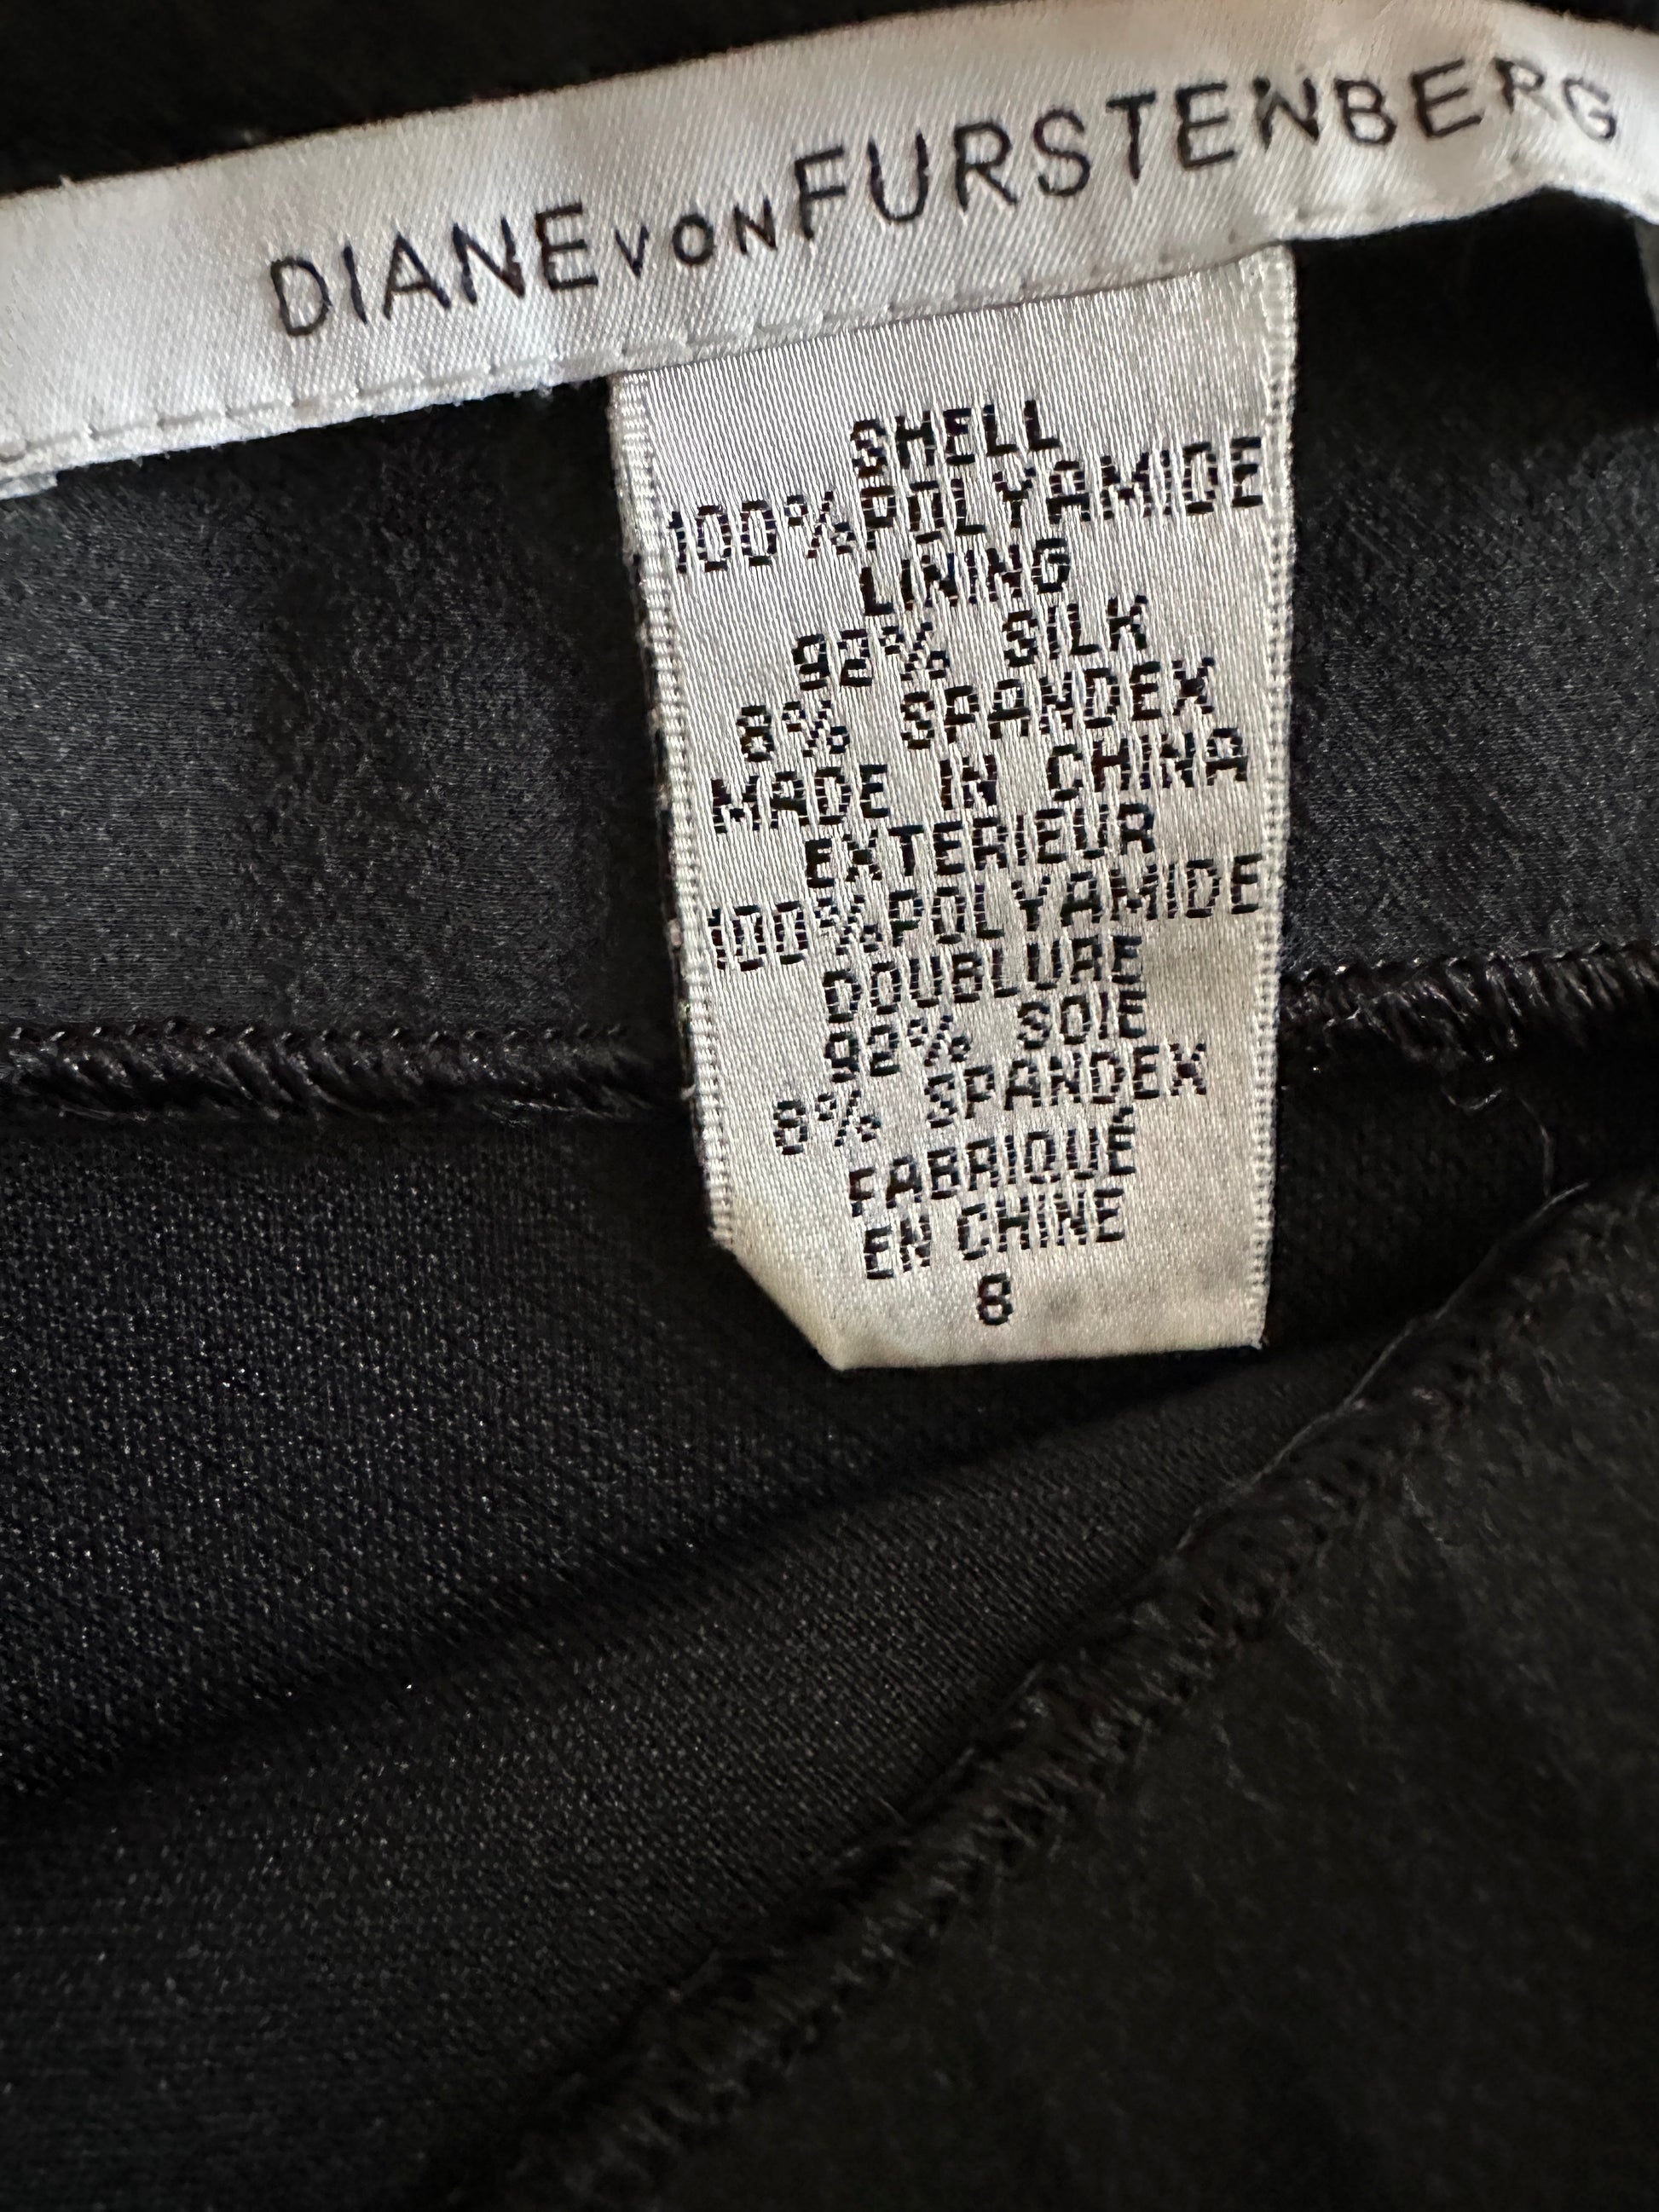 DIANE VON FURSTENBERG
SHELL
100% POLYAMIDE
LINING
92% SILK
8% SPANDEX
MADE IN CHINA
EXTERIEUR
100% POLYAMIDE
DOUBLURE
92% SOIE
8% SPANDEX
FABRIQUÉ
EN CHINE
8